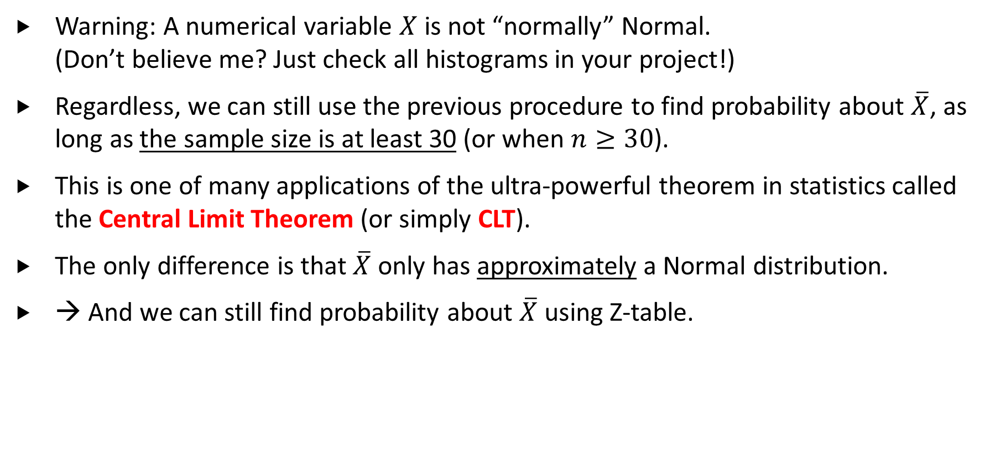 ▶ Warning: A numerical variable X is not “normally” Normal.
(Don’t believe me? Just check all histograms in your project!)
▶ Regardless, we can still use the previous procedure to find probability about X̄, as
long as the sample size is at least 30 (or when n ≥ 30).
▶ This is one of many applications of the ultra-powerful theorem in statistics called
the Central Limit Theorem (or simply CLT).
▶ The only difference is that X̄ only has approximately a Normal distribution.
▶ → And we can still find probability about X̄ using Z-table.